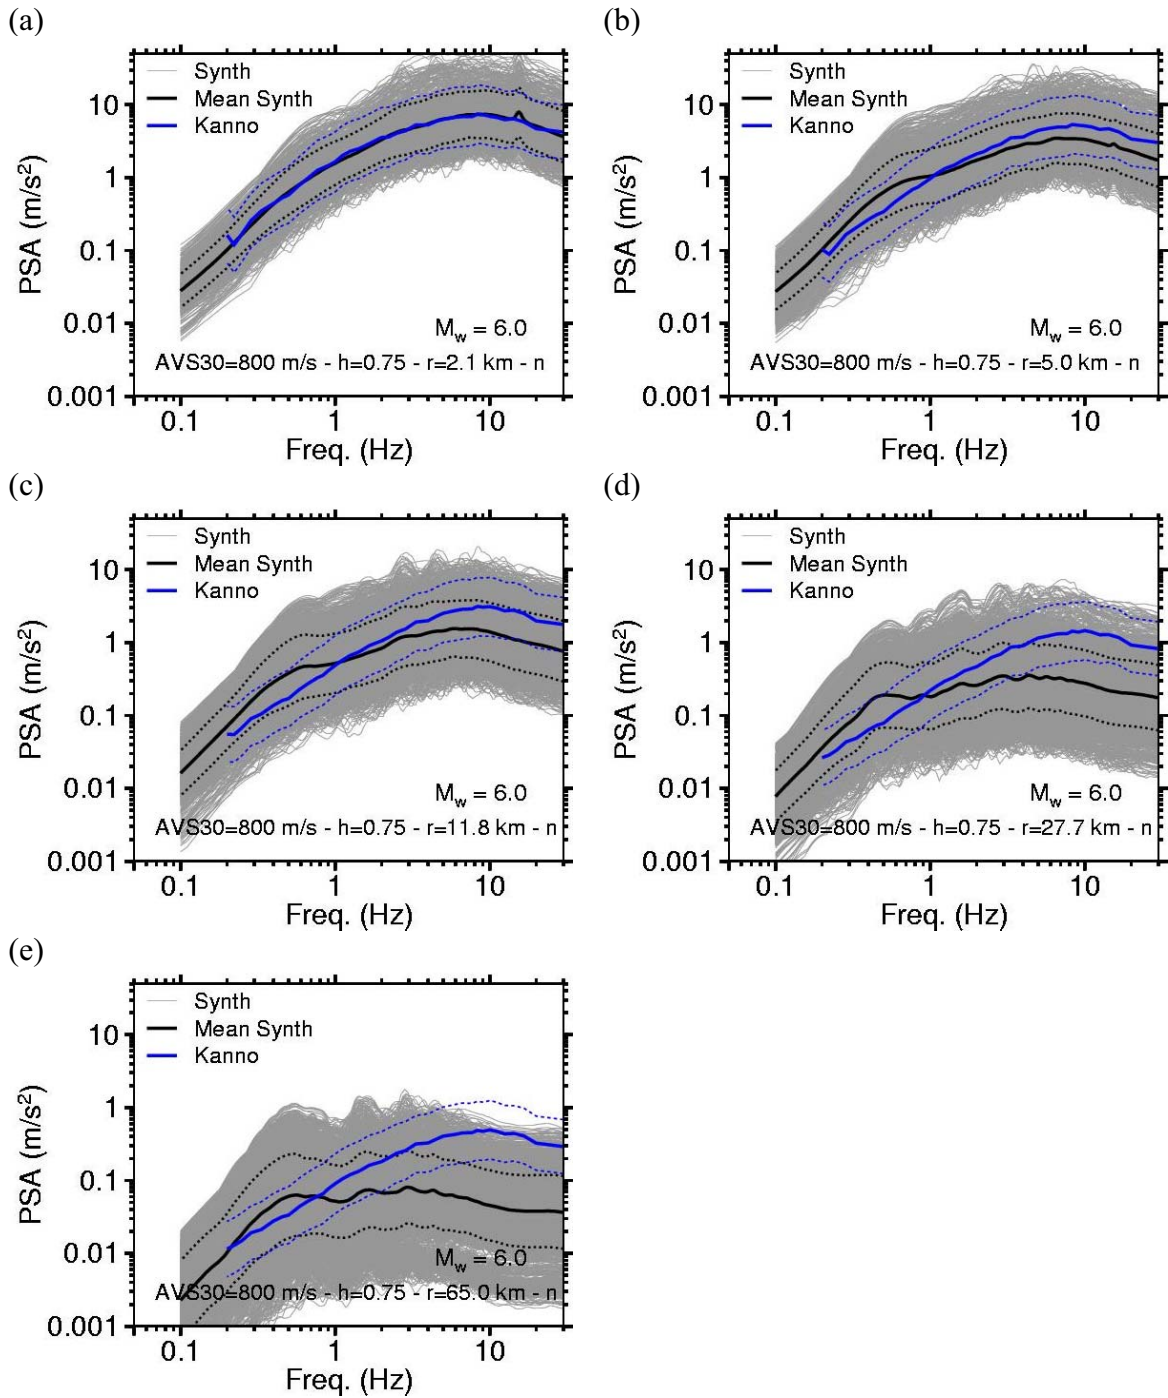 (a)
Synth
Mean Synth
Kanno
10
1
0.1
0.01
0.001
PSA (m/s²)
M_w = 6.0
AVS30=800 m/s - h=0.75 - r=2.1 km - n
0.1 1 10
Freq. (Hz)
(b)
Synth
Mean Synth
Kanno
10
1
0.1
0.01
0.001
PSA (m/s²)
M_w = 6.0
AVS30=800 m/s - h=0.75 - r=5.0 km - n
0.1 1 10
Freq. (Hz)
(c)
Synth
Mean Synth
Kanno
10
1
0.1
0.01
0.001
PSA (m/s²)
M_w = 6.0
AVS30=800 m/s - h=0.75 - r=11.8 km - n
0.1 1 10
Freq. (Hz)
(d)
Synth
Mean Synth
Kanno
10
1
0.1
0.01
0.001
PSA (m/s²)
M_w = 6.0
AVS30=800 m/s - h=0.75 - r=27.7 km - n
0.1 1 10
Freq. (Hz)
(e)
Synth
Mean Synth
Kanno
10
1
0.1
0.01
0.001
PSA (m/s²)
M_w = 6.0
AVS30=800 m/s - h=0.75 - r=65.0 km - n
0.1 1 10
Freq. (Hz)